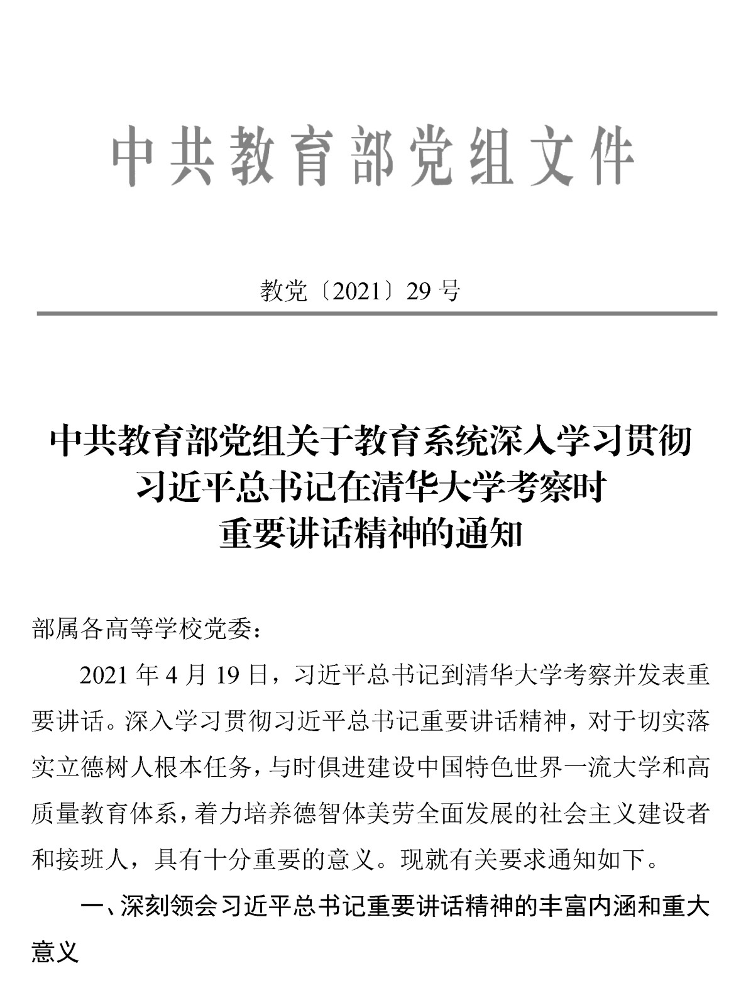 中共教育部党组文件
教党〔2021〕29 号
中共教育部党组关于教育系统深入学习贯彻
习近平总书记在清华大学考察时
重要讲话精神的通知
部属各高等学校党委：
2021 年 4 月 19 日，习近平总书记到清华大学考察并发表重
要讲话。深入学习贯彻习近平总书记重要讲话精神，对于切实落
实立德树人根本任务，与时俱进建设中国特色世界一流大学和高
质量教育体系，着力培养德智体美劳全面发展的社会主义建设者
和接班人，具有十分重要的意义。现就有关要求通知如下。
一、深刻领会习近平总书记重要讲话精神的丰富内涵和重大
意义